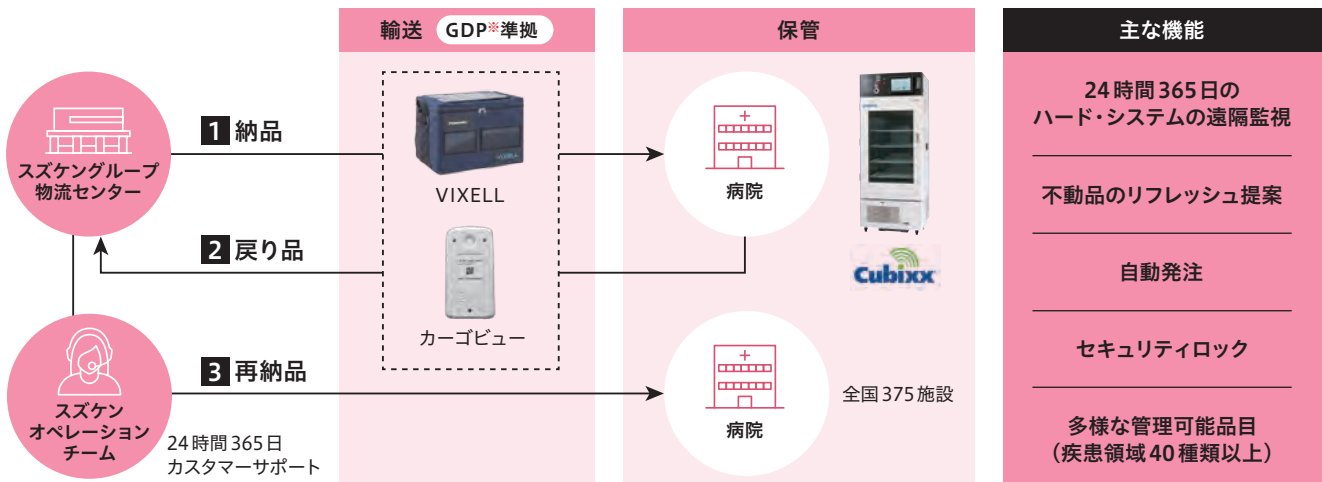 輸送 GDP※準拠
保管
主な機能
スズケングループ
物流センター
1 納品
VIXELL
病院
2 戻り品
カーゴビュー
Cubixx
スズケン
オペレーション
チーム
24時間365日
カスタマーサポート
3 再納品
病院
全国375施設
24時間365日の
ハード・システムの遠隔監視
不動品のリフレッシュ提案
自動発注
セキュリティロック
多様な管理可能品目
（疾患領域40種類以上）